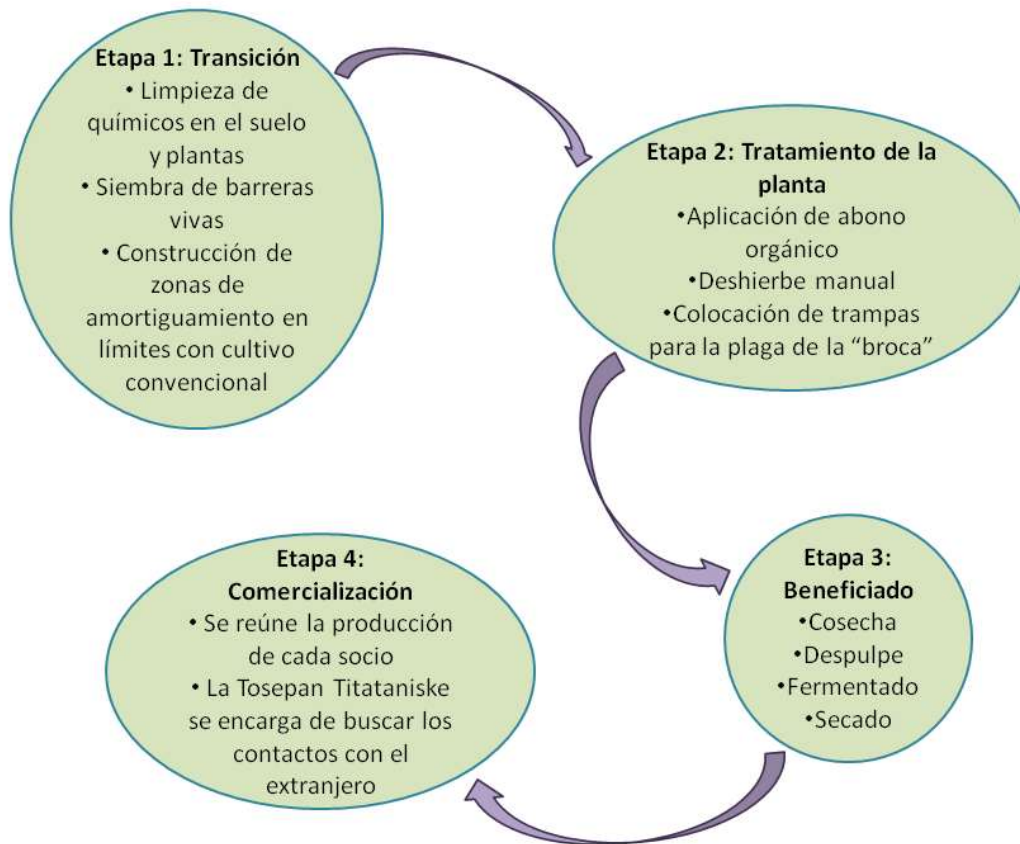 Etapa 1: Transición
• Limpieza de
químicos en el suelo
y plantas
• Siembra de barreras
vivas
• Construcción de
zonas de
amortiguamiento en
límites con cultivo
convencional
Etapa 2: Tratamiento de la
planta
•Aplicación de abono
orgánico
•Deshierbe manual
•Colocación de trampas
para la plaga de la “broca”
Etapa 3:
Beneficiado
•Cosecha
•Despulpe
•Fermentado
•Secado
Etapa 4:
Comercialización
• Se reúne la producción
de cada socio
• La Tosepan Titataniske
se encarga de buscar los
contactos con el
extranjero